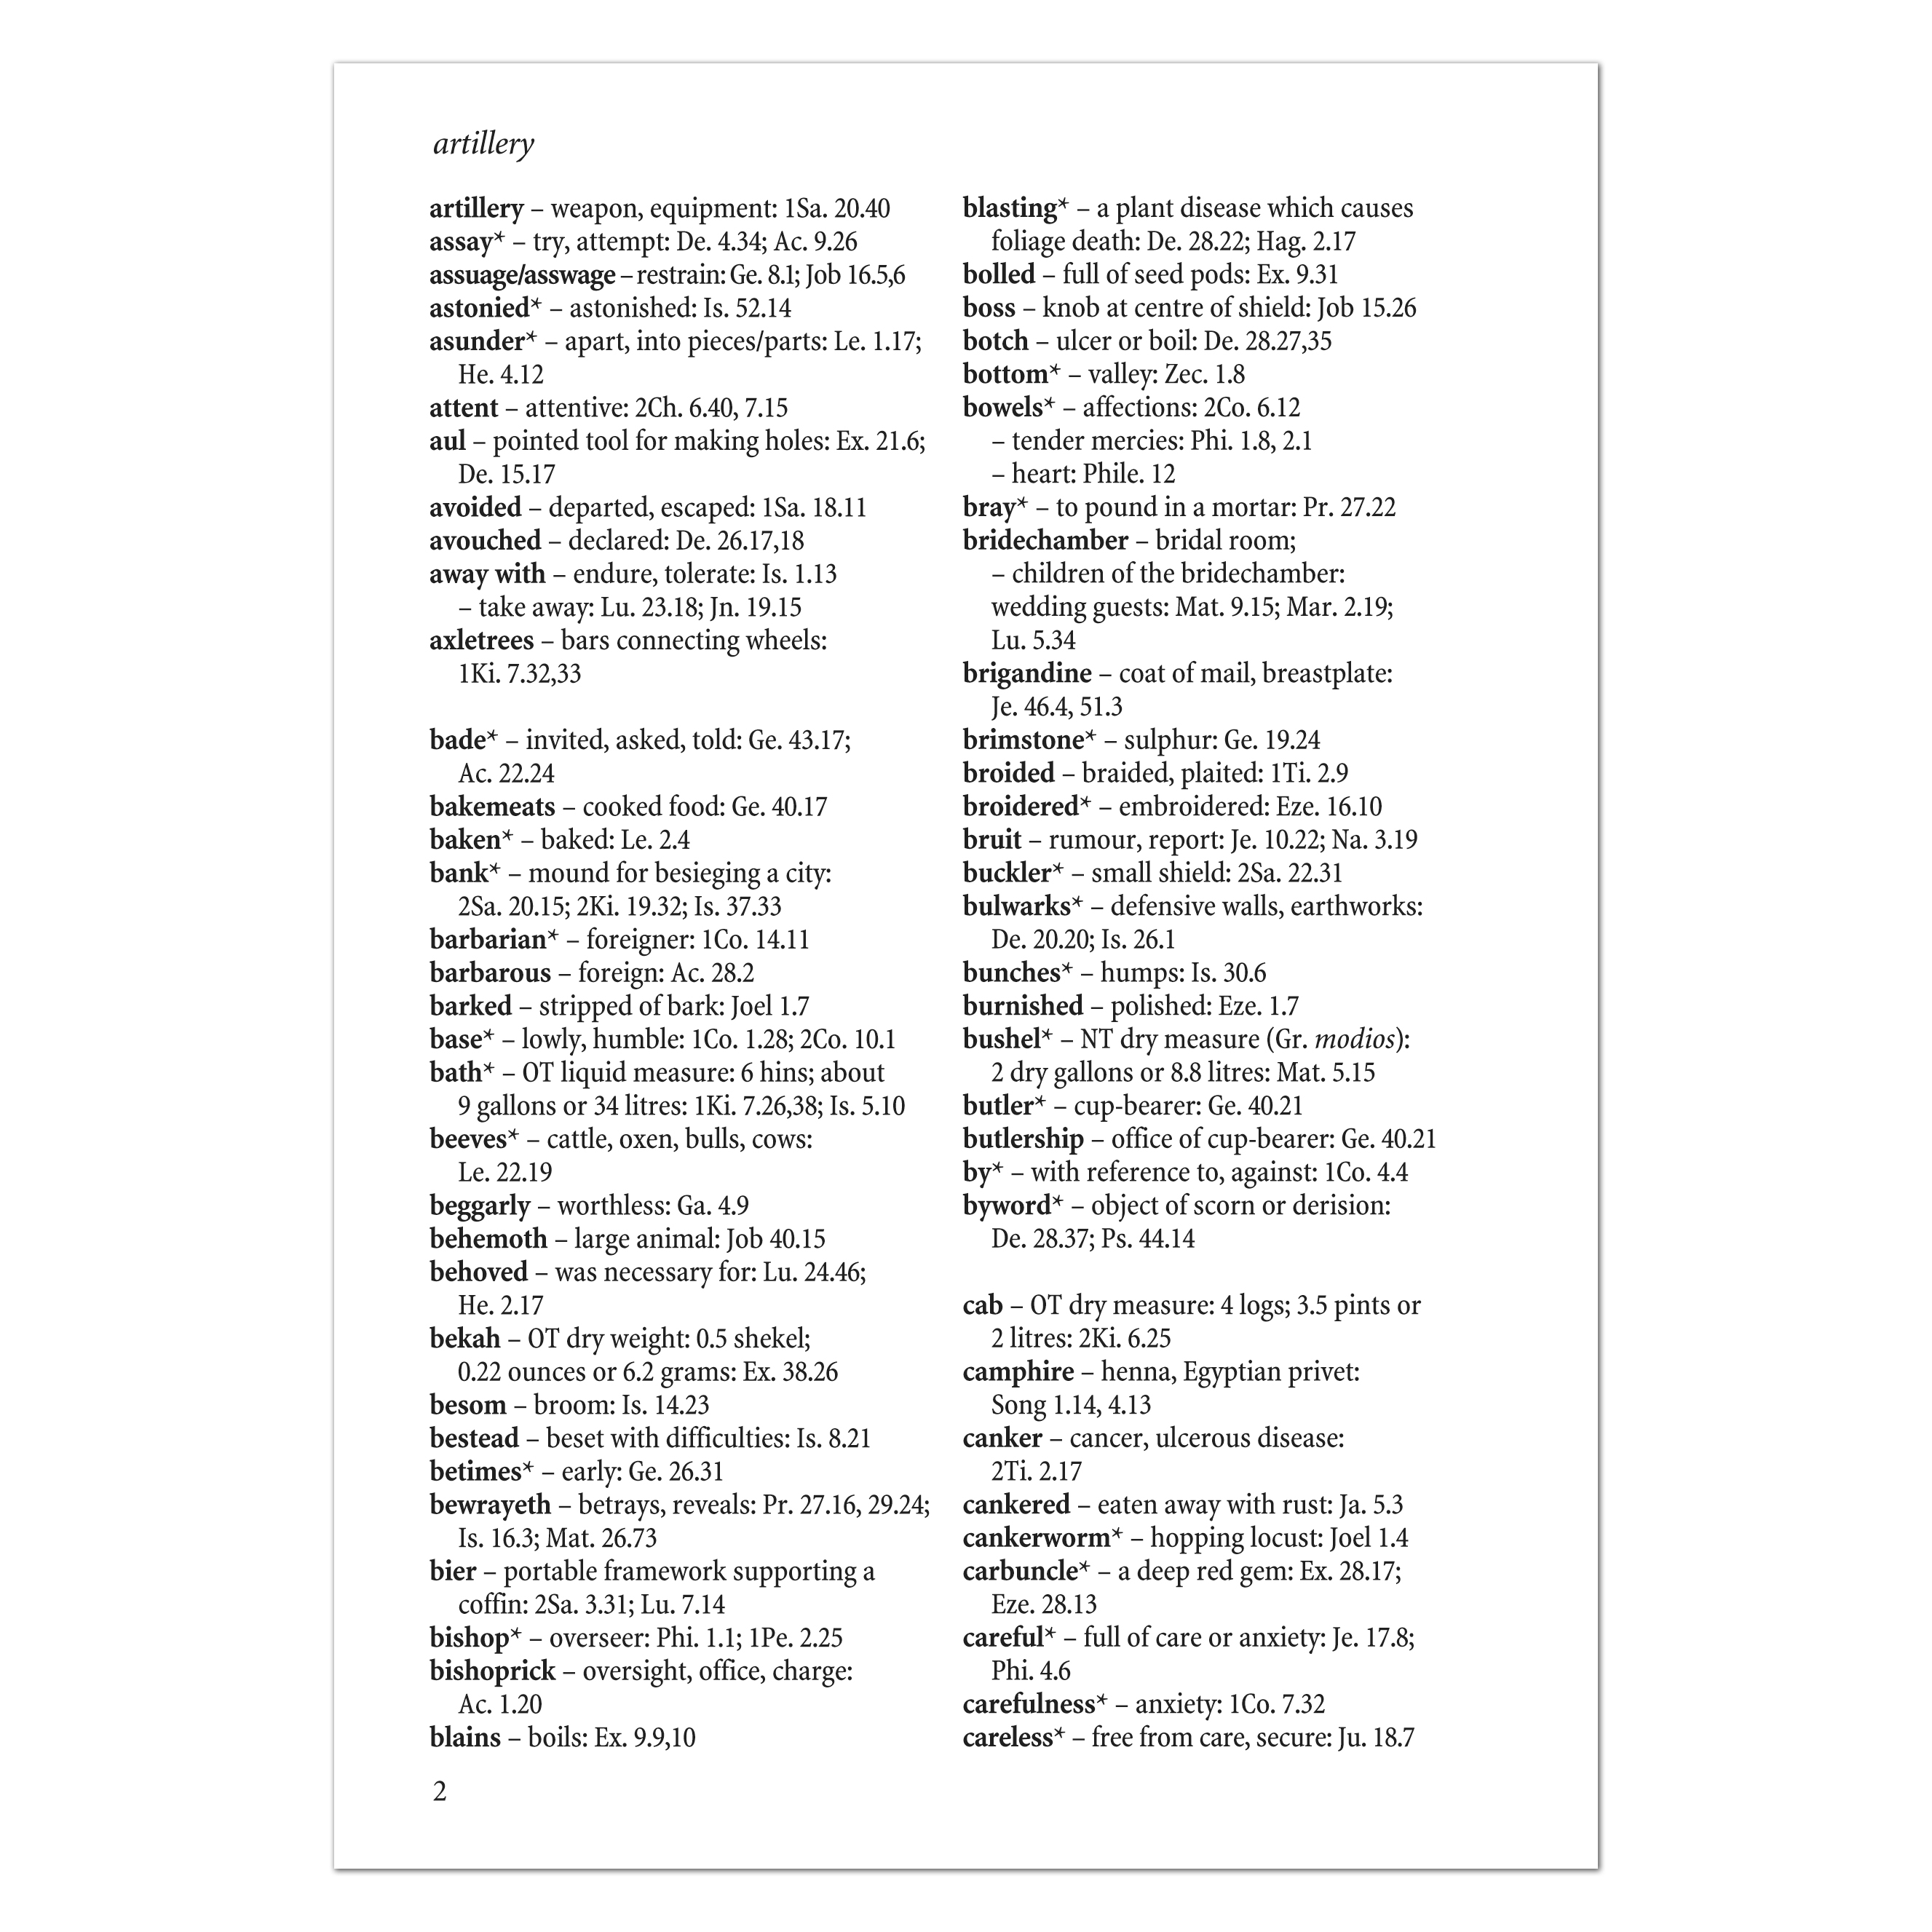 artillery
artillery – weapon, equipment: 1Sa. 20.40
assay* – try, attempt: De. 4.34; Ac. 9.26
assuage/asswage – restrain: Ge. 8.1; Job 16.5,6
astonied* – astonished: Is. 52.14
asunder* – apart, into pieces/parts: Le. 1.17;
He. 4.12
attent – attentive: 2Ch. 6.40, 7.15
aul – pointed tool for making holes: Ex. 21.6;
De. 15.17
avoided – departed, escaped: 1Sa. 18.11
avouched – declared: De. 26.17,18
away with – endure, tolerate: Is. 1.13
– take away: Lu. 23.18; Jn. 19.15
axletrees – bars connecting wheels:
1Ki. 7.32,33
bade* – invited, asked, told: Ge. 43.17;
Ac. 22.24
bakemeats – cooked food: Ge. 40.17
baken* – baked: Le. 2.4
bank* – mound for besieging a city:
2Sa. 20.15; 2Ki. 19.32; Is. 37.33
barbarian* – foreigner: 1Co. 14.11
barbarous – foreign: Ac. 28.2
barked – stripped of bark: Joel 1.7
base* – lowly, humble: 1Co. 1.28; 2Co. 10.1
bath* – OT liquid measure: 6 hins; about
9 gallons or 34 litres: 1Ki. 7.26,38; Is. 5.10
beeves* – cattle, oxen, bulls, cows:
Le. 22.19
beggarly – worthless: Ga. 4.9
behemoth – large animal: Job 40.15
behoved – was necessary for: Lu. 24.46;
He. 2.17
bekah – OT dry weight: 0.5 shekel;
0.22 ounces or 6.2 grams: Ex. 38.26
besom – broom: Is. 14.23
bestead – beset with difficulties: Is. 8.21
betimes* – early: Ge. 26.31
bewrayeth – betrays, reveals: Pr. 27.16, 29.24;
Is. 16.3; Mat. 26.73
bier – portable framework supporting a
coffin: 2Sa. 3.31; Lu. 7.14
bishop* – overseer: Phi. 1.1; 1Pe. 2.25
bishoprick – oversight, office, charge:
Ac. 1.20
blains – boils: Ex. 9.9,10
blasting* – a plant disease which causes
foliage death: De. 28.22; Hag. 2.17
bolled – full of seed pods: Ex. 9.31
boss – knob at centre of shield: Job 15.26
botch – ulcer or boil: De. 28.27,35
bottom* – valley: Zec. 1.8
bowels* – affections: 2Co. 6.12
– tender mercies: Phi. 1.8, 2.1
– heart: Phile. 12
bray* – to pound in a mortar: Pr. 27.22
bridechamber – bridal room;
– children of the bridechamber:
wedding guests: Mat. 9.15; Mar. 2.19;
Lu. 5.34
brigandine – coat of mail, breastplate:
Je. 46.4, 51.3
brimstone* – sulphur: Ge. 19.24
broided – braided, plaited: 1Ti. 2.9
broidered* – embroidered: Eze. 16.10
bruit – rumour, report: Je. 10.22; Na. 3.19
buckler* – small shield: 2Sa. 22.31
bulwarks* – defensive walls, earthworks:
De. 20.20; Is. 26.1
bunches* – humps: Is. 30.6
burnished – polished: Eze. 1.7
bushel* – NT dry measure (Gr. modios):
2 dry gallons or 8.8 litres: Mat. 5.15
butler* – cup-bearer: Ge. 40.21
butlership – office of cup-bearer: Ge. 40.21
by* – with reference to, against: 1Co. 4.4
byword* – object of scorn or derision:
De. 28.37; Ps. 44.14
cab – OT dry measure: 4 logs; 3.5 pints or
2 litres: 2Ki. 6.25
camphire – henna, Egyptian privet:
Song 1.14, 4.13
canker – cancer, ulcerous disease:
2Ti. 2.17
cankered – eaten away with rust: Ja. 5.3
cankerworm* – hopping locust: Joel 1.4
carbuncle* – a deep red gem: Ex. 28.17;
Eze. 28.13
careful* – full of care or anxiety: Je. 17.8;
Phi. 4.6
carefulness* – anxiety: 1Co. 7.32
careless* – free from care, secure: Ju. 18.7
2